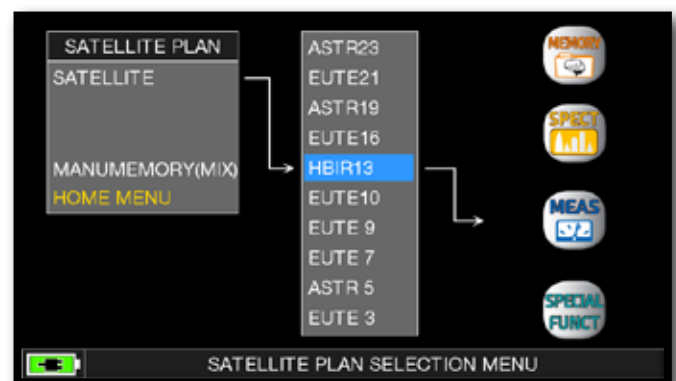 SATELLITE PLAN
SATELLITE
MANUMEMORY(MIX)
HOME MENU
ASTR23
EUTE21
ASTR19
EUTE16
HBIR13
EUTE10
EUTE 9
EUTE 7
ASTR 5
EUTE 3
MEMORY
SPECT
MEAS
SPECIAL
FUNCT
SATELLITE PLAN SELECTION MENU